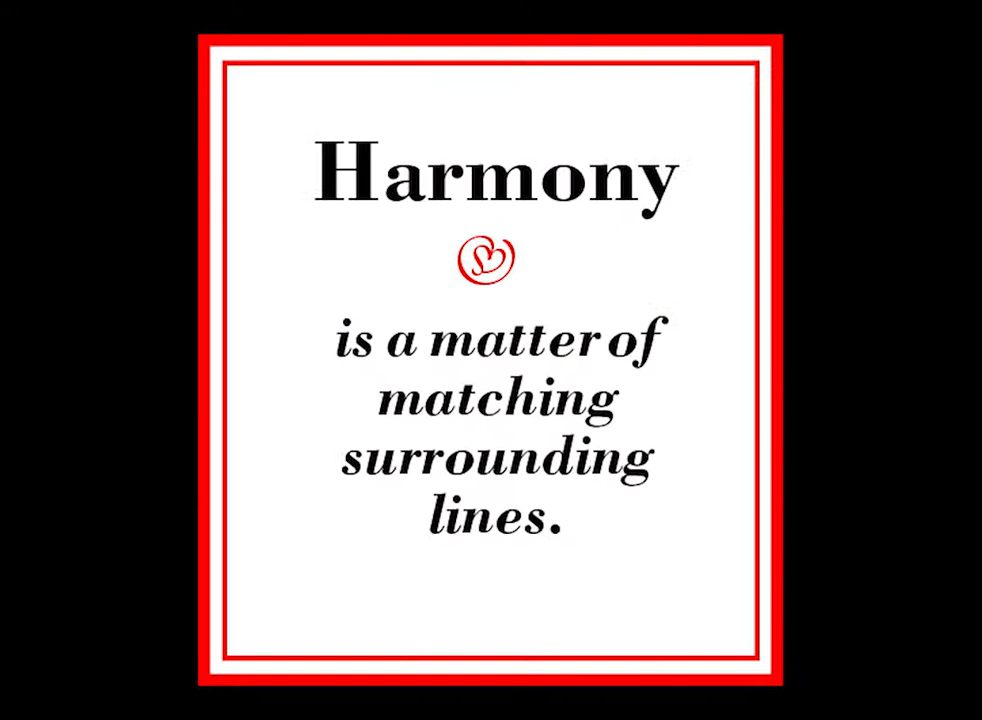 Harmony
is a matter of
matching
surrounding
lines.